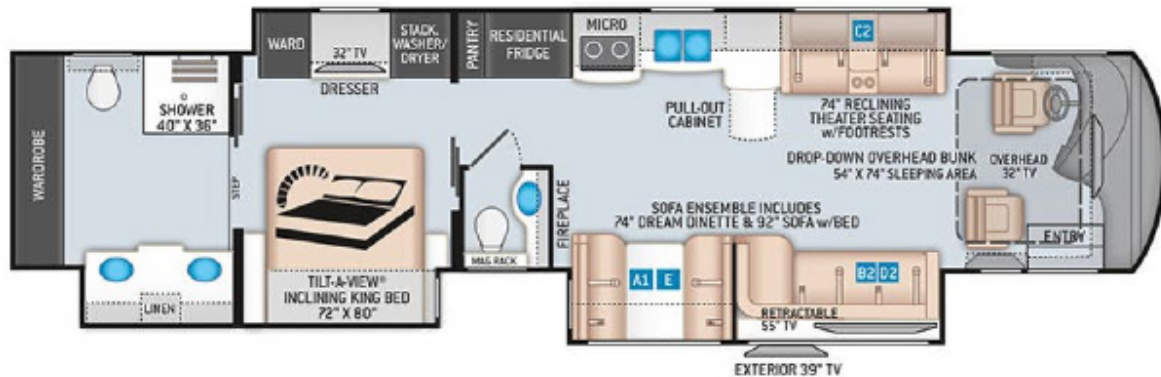 WARDROBE
SHOWER
40" X 36"
STEP
LINEN
WARD
32" TV
DRESSER
STACK.
WASHER/
DRYER
TILT-A-VIEW®
INCLINING KING BED
72" X 80"
PANTRY
RESIDENTIAL
FRIDGE
MICRO
MAG RACK
FIREPLACE
PULL-OUT
CABINET
C2
74" RECLINING
THEATER SEATING
w/FOOTRESTS
DROP-DOWN OVERHEAD BUNK
54" X 74" SLEEPING AREA
OVERHEAD
32" TV
SOFA ENSEMBLE INCLUDES
74" DREAM DINETTE & 92" SOFA w/BED
A1 E
B2 D2
RETRACTABLE
55" TV
ENTRY
EXTERIOR 39" TV